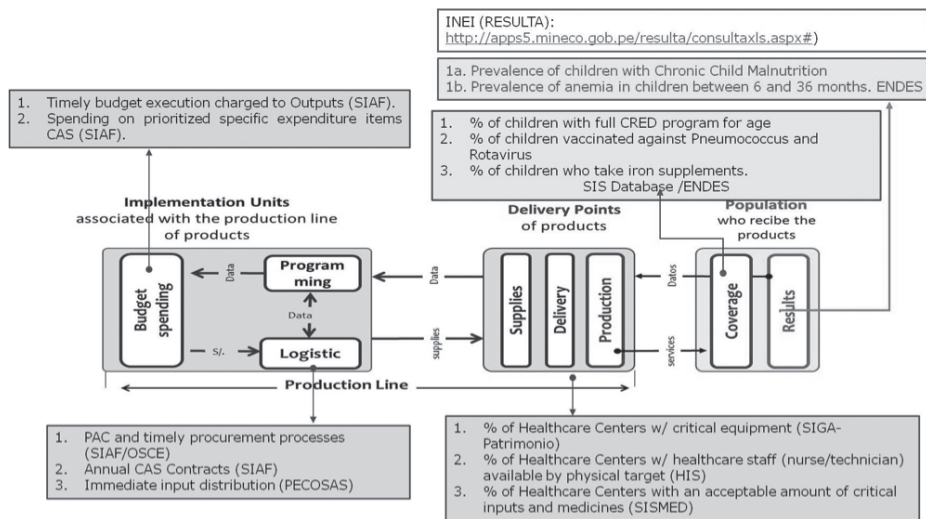 INEI (RESULTA):
http://apps5.mineco.gob.pe/resulta/consultaxls.aspx#)
1a. Prevalence of children with Chronic Child Malnutrition
1b. Prevalence of anemia in children between 6 and 36 months. ENDES
1. Timely budget execution charged to Outputs (SIAF).
2. Spending on prioritized specific expenditure items
CAS (SIAF).
1. % of children with full CRED program for age
2. % of children vaccinated against Pneumococcus and
Rotavirus
3. % of children who take iron supplements.
SIS Database /ENDES
Implementation Units
associated with the production line
of products
Delivery Points
of products
Population
who recibe the
products
Budget
spending
Data
Program
ming
Data
S/.
Logistic
Data
supplies
Supplies
Delivery
Production
Datos
services
Coverage
Results
Production Line
1. PAC and timely procurement processes
(SIAF/OSCE)
2. Annual CAS Contracts (SIAF)
3. Immediate input distribution (PECOSAS)
1. % of Healthcare Centers w/ critical equipment (SIGA-
Patrimonio)
2. % of Healthcare Centers w/ healthcare staff (nurse/technician)
available by physical target (HIS)
3. % of Healthcare Centers with an acceptable amount of critical
inputs and medicines (SISMED)